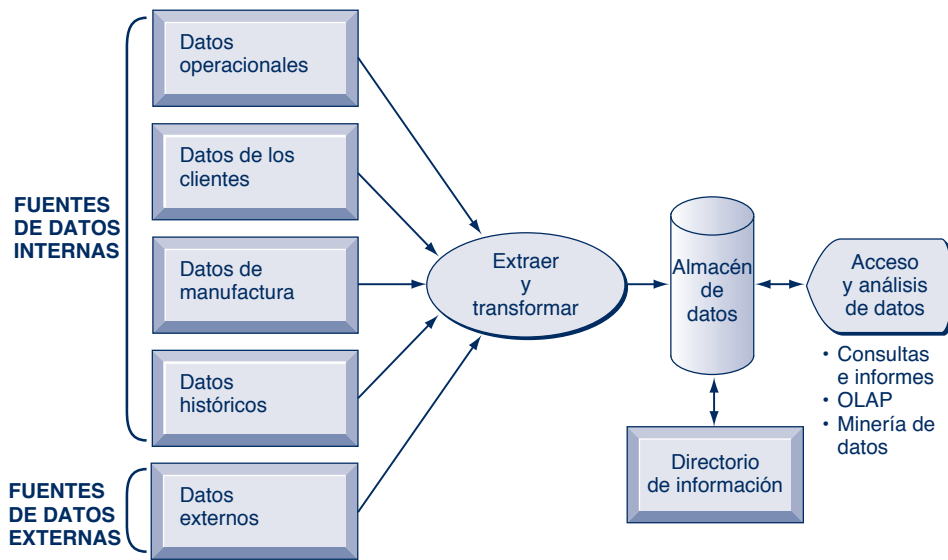 Datos
operacionales
Datos de los
clientes
FUENTES
DE DATOS
INTERNAS
Datos de
manufactura
Datos
históricos
FUENTES
DE DATOS
EXTERNAS
Datos
externos
Extraer
y
transformar
Almacén
de
datos
Acceso
y análisis
de datos
• Consultas
e informes
• OLAP
• Minería de
datos
Directorio
de información